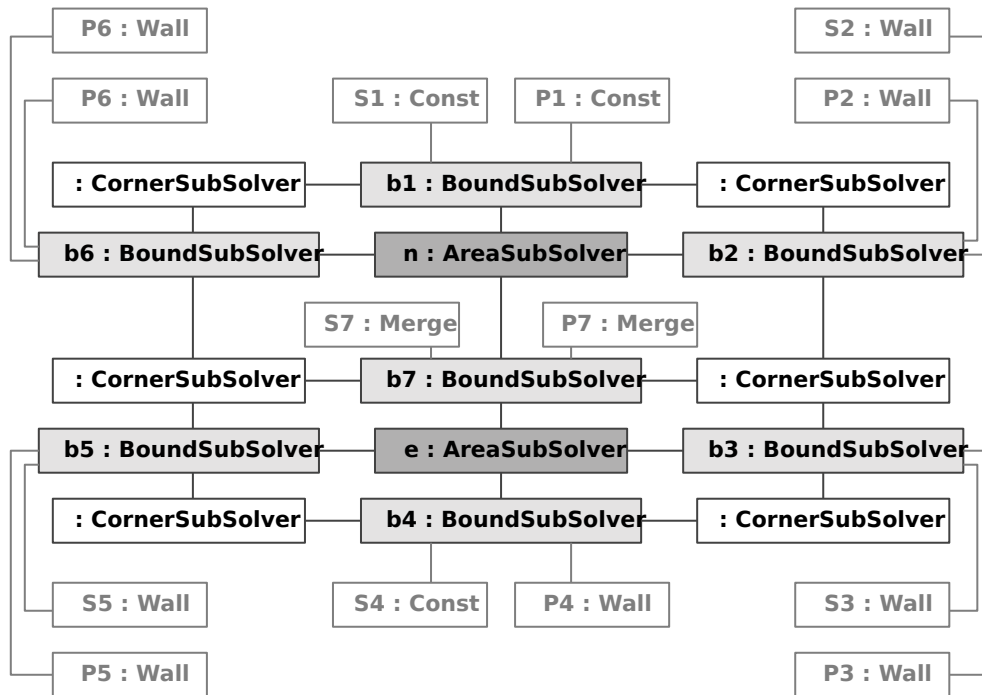 P6 : Wall
S2 : Wall
P6 : Wall
S1 : Const
P1 : Const
P2 : Wall
: CornerSubSolver
b1 : BoundSubSolver
: CornerSubSolver
b6 : BoundSubSolver
n : AreaSubSolver
b2 : BoundSubSolver
S7 : Merge
P7 : Merge
: CornerSubSolver
b7 : BoundSubSolver
: CornerSubSolver
b5 : BoundSubSolver
e : AreaSubSolver
b3 : BoundSubSolver
: CornerSubSolver
b4 : BoundSubSolver
: CornerSubSolver
S5 : Wall
S4 : Const
P4 : Wall
S3 : Wall
P5 : Wall
P3 : Wall